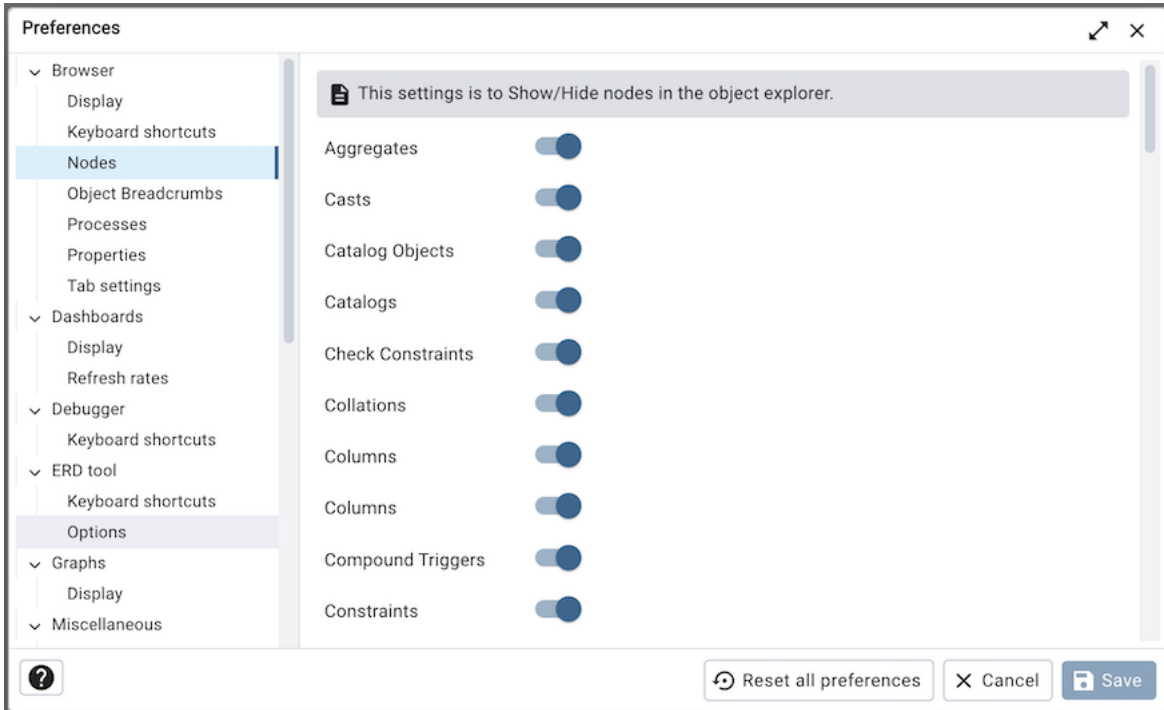 Preferences
Browser
Display
Keyboard shortcuts
Nodes
Object Breadcrumbs
Processes
Properties
Tab settings
Dashboards
Display
Refresh rates
Debugger
Keyboard shortcuts
ERD tool
Keyboard shortcuts
Options
Graphs
Display
Miscellaneous
This settings is to Show/Hide nodes in the object explorer.
Aggregates
Casts
Catalog Objects
Catalogs
Check Constraints
Collations
Columns
Columns
Compound Triggers
Constraints
?
Reset all preferences
Cancel
Save